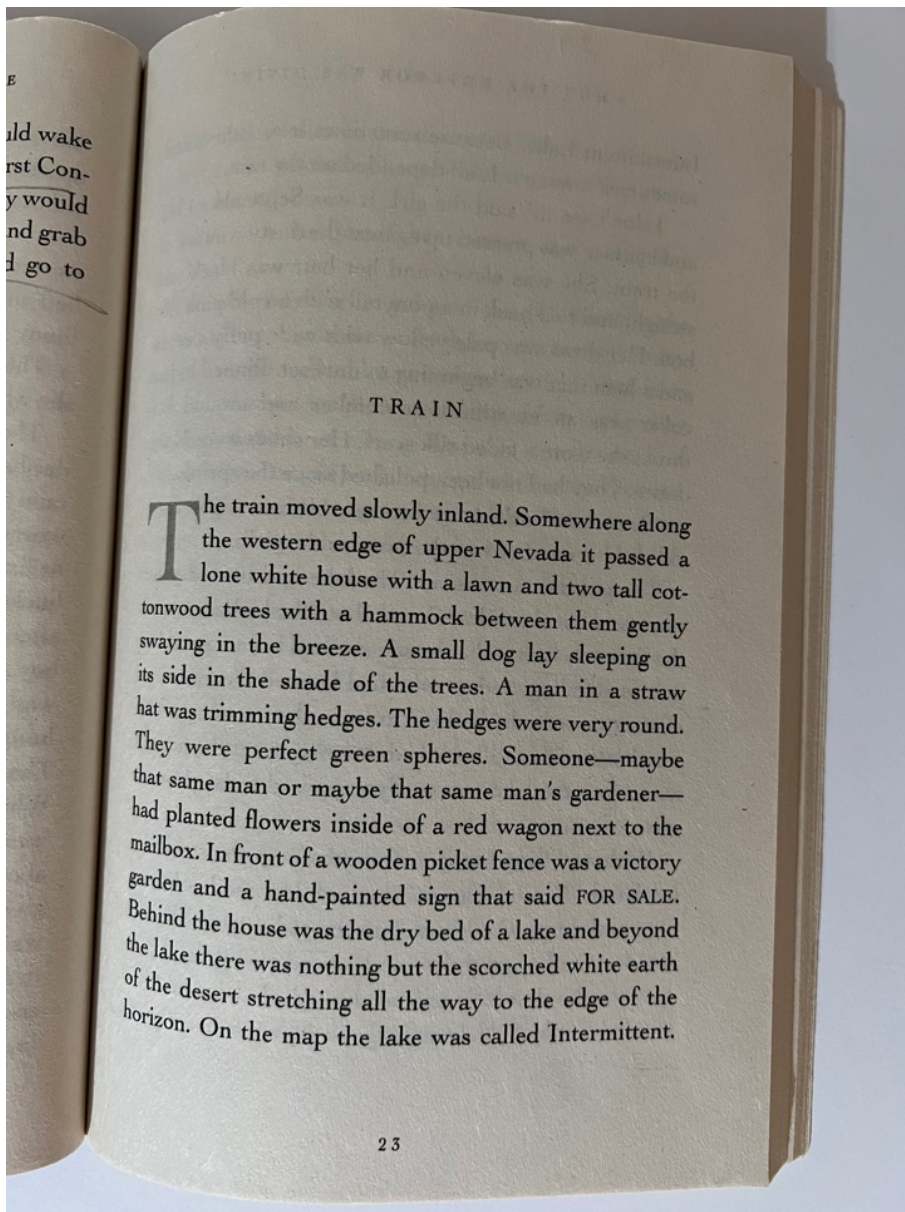 E
uld wake
rst Con-
y would
nd grab
d go to
TRAIN
The train moved slowly inland. Somewhere along
the western edge of upper Nevada it passed a
lone white house with a lawn and two tall cot-
tonwood trees with a hammock between them gently
swaying in the breeze. A small dog lay sleeping on
its side in the shade of the trees. A man in a straw
hat was trimming hedges. The hedges were very round.
They were perfect green spheres. Someone—maybe
that same man or maybe that same man's gardener—
had planted flowers inside of a red wagon next to the
mailbox. In front of a wooden picket fence was a victory
garden and a hand-painted sign that said FOR SALE.
Behind the house was the dry bed of a lake and beyond
the lake there was nothing but the scorched white earth
of the desert stretching all the way to the edge of the
horizon. On the map the lake was called Intermittent.
23